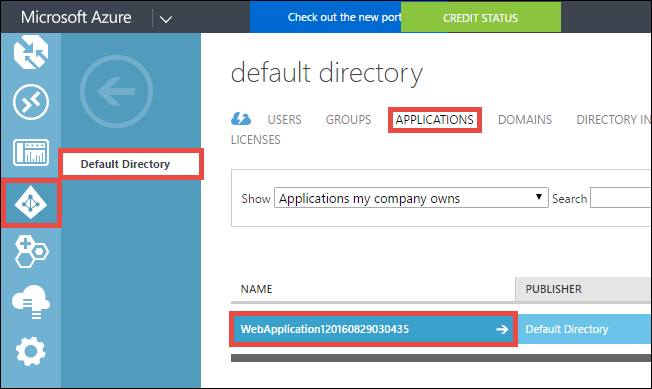 Microsoft Azure
Check out the new port
CREDIT STATUS
default directory
USERS GROUPS APPLICATIONS DOMAINS DIRECTORY IN
LICENSES
Default Directory
Show Applications my company owns Search
NAME PUBLISHER
WebApplication120160829030435 Default Directory